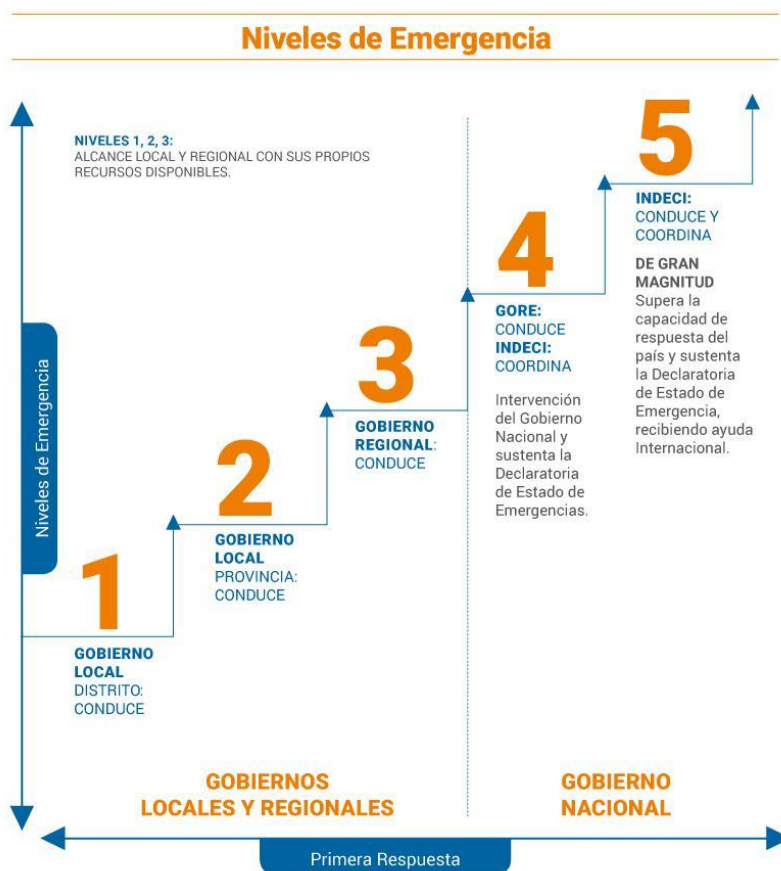 Niveles de Emergencia
NIVELES 1, 2, 3:
ALCANCE LOCAL Y REGIONAL CON SUS PROPIOS
RECURSOS DISPONIBLES.
Niveles de Emergencia
1
GOBIERNO
LOCAL
DISTRITO:
CONDUCE
2
GOBIERNO
LOCAL
PROVINCIA:
CONDUCE
3
GOBIERNO
REGIONAL:
CONDUCE
4
GORE:
CONDUCE
INDECI:
COORDINA
Intervención
del Gobierno
Nacional y
sustenta la
Declaratoria
de Estado de
Emergencias.
5
INDECI:
CONDUCE Y
COORDINA
DE GRAN
MAGNITUD
Supera la
capacidad de
respuesta del
país y sustenta
la Declaratoria
de Estado de
Emergencia,
recibiendo ayuda
Internacional.
GOBIERNOS
LOCALES Y REGIONALES
GOBIERNO
NACIONAL
Primera Respuesta